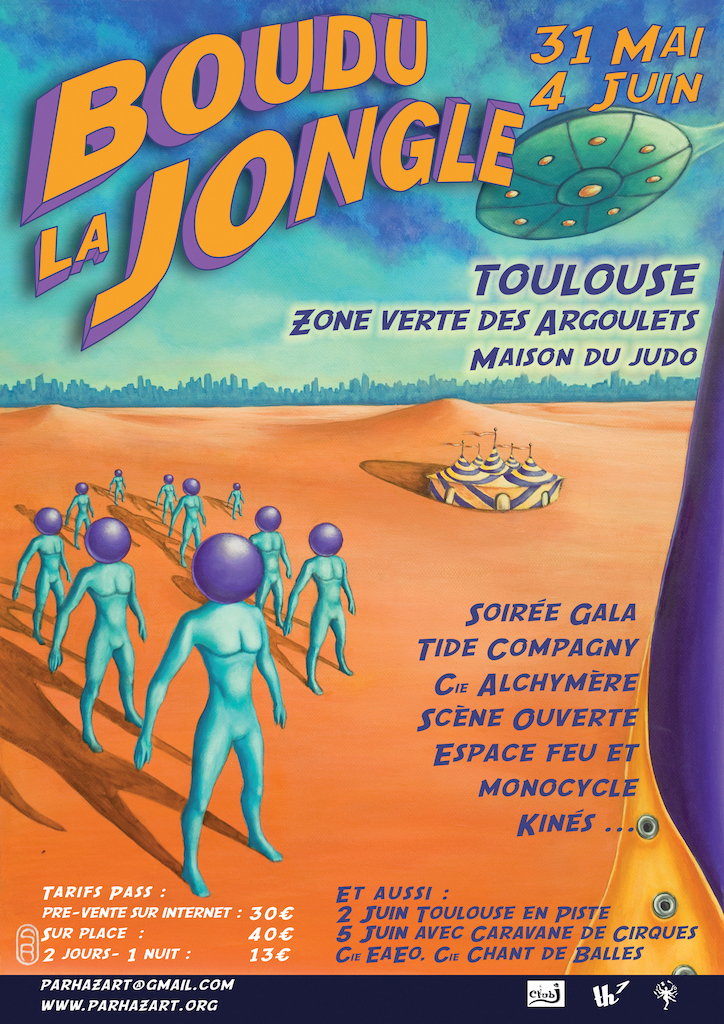 BOUDU
LA JONGLE
31 MAI
4 JUIN
TOULOUSE
ZONE VERTE DES ARGOULETS
MAISON DU JUDO
SOIRÉE GALA
TIDE COMPAGNY
CIE ALCHYMÈRE
SCÈNE OUVERTE
ESPACE FEU ET
MONOCYCLE
KINÉS ...
TARIFS PASS :
PRE-VENTE SUR INTERNET : 30€
SUR PLACE : 40€
2 JOURS- 1 NUIT : 13€
ET AUSSI :
2 JUIN TOULOUSE EN PISTE
5 JUIN AVEC CARAVANE DE CIRQUES
CIE EAEO, CIE CHANT DE BALLES
PARHAZART@GMAIL.COM
WWW.PARHAZART.ORG